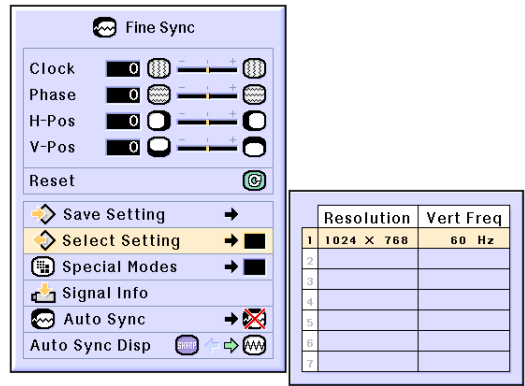 Fine Sync
Clock 0 - +
Phase 0 - +
H-Pos 0 - +
V-Pos 0 - +
Reset
Save Setting
Select Setting
Special Modes
Signal Info
Auto Sync
Auto Sync Disp SHARP
Resolution Vert Freq
1 1024 X 768 60 Hz
2
3
4
5
6
7